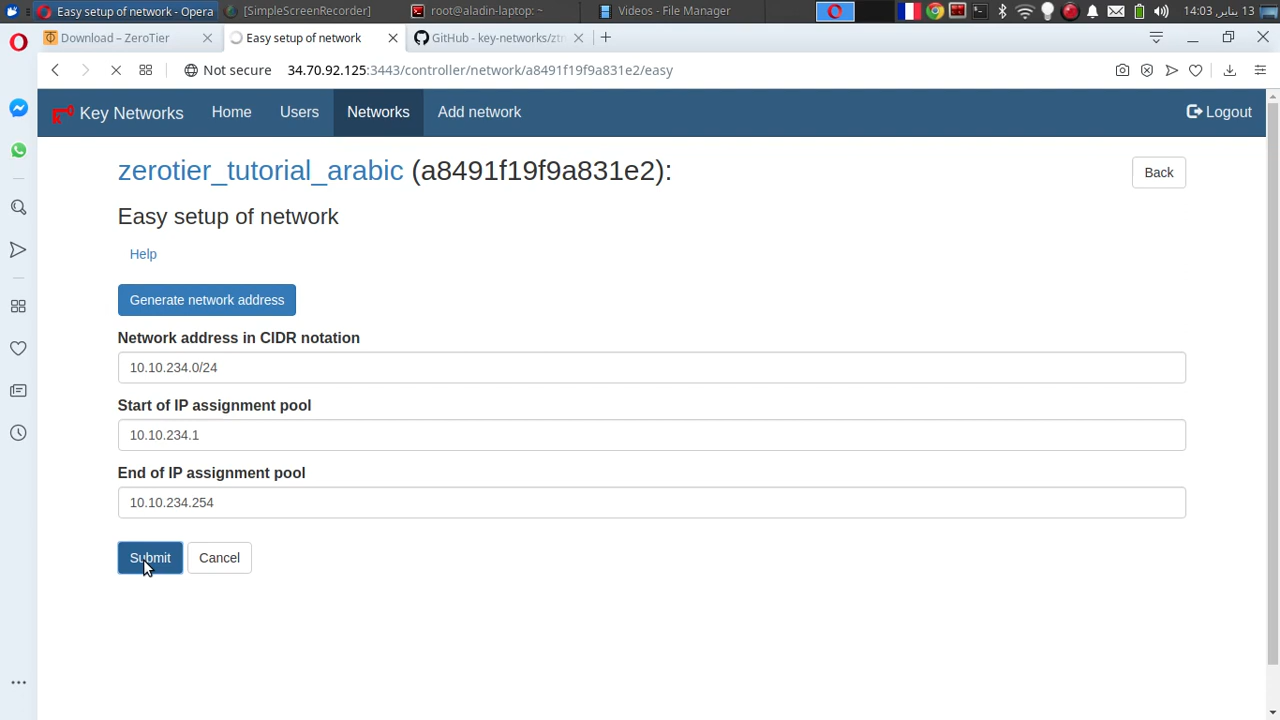 Easy setup of network - Opera
[SimpleScreenRecorder]
root@aladin-laptop: ~
Videos - File Manager
13 يناير, 14:03
Download – ZeroTier
Easy setup of network
GitHub - key-networks/ztn
Not secure
34.70.92.125:3443/controller/network/a8491f19f9a831e2/easy
Key Networks
Home
Users
Networks
Add network
Logout
zerotier_tutorial_arabic (a8491f19f9a831e2):
Back
Easy setup of network
Help
Generate network address
Network address in CIDR notation
10.10.234.0/24
Start of IP assignment pool
10.10.234.1
End of IP assignment pool
10.10.234.254
Submit
Cancel